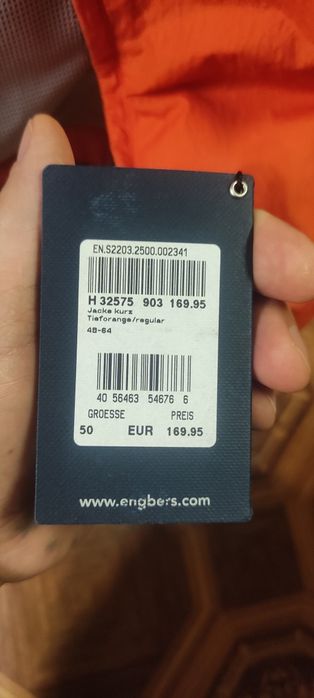 EN.S2203.2500.002341
H 32575 903 169.95
Jacke kurz
Tieforange/regular
48-64
40 56463 54676 6
GROESSE PREIS
50 EUR 169.95
www.engbers.com